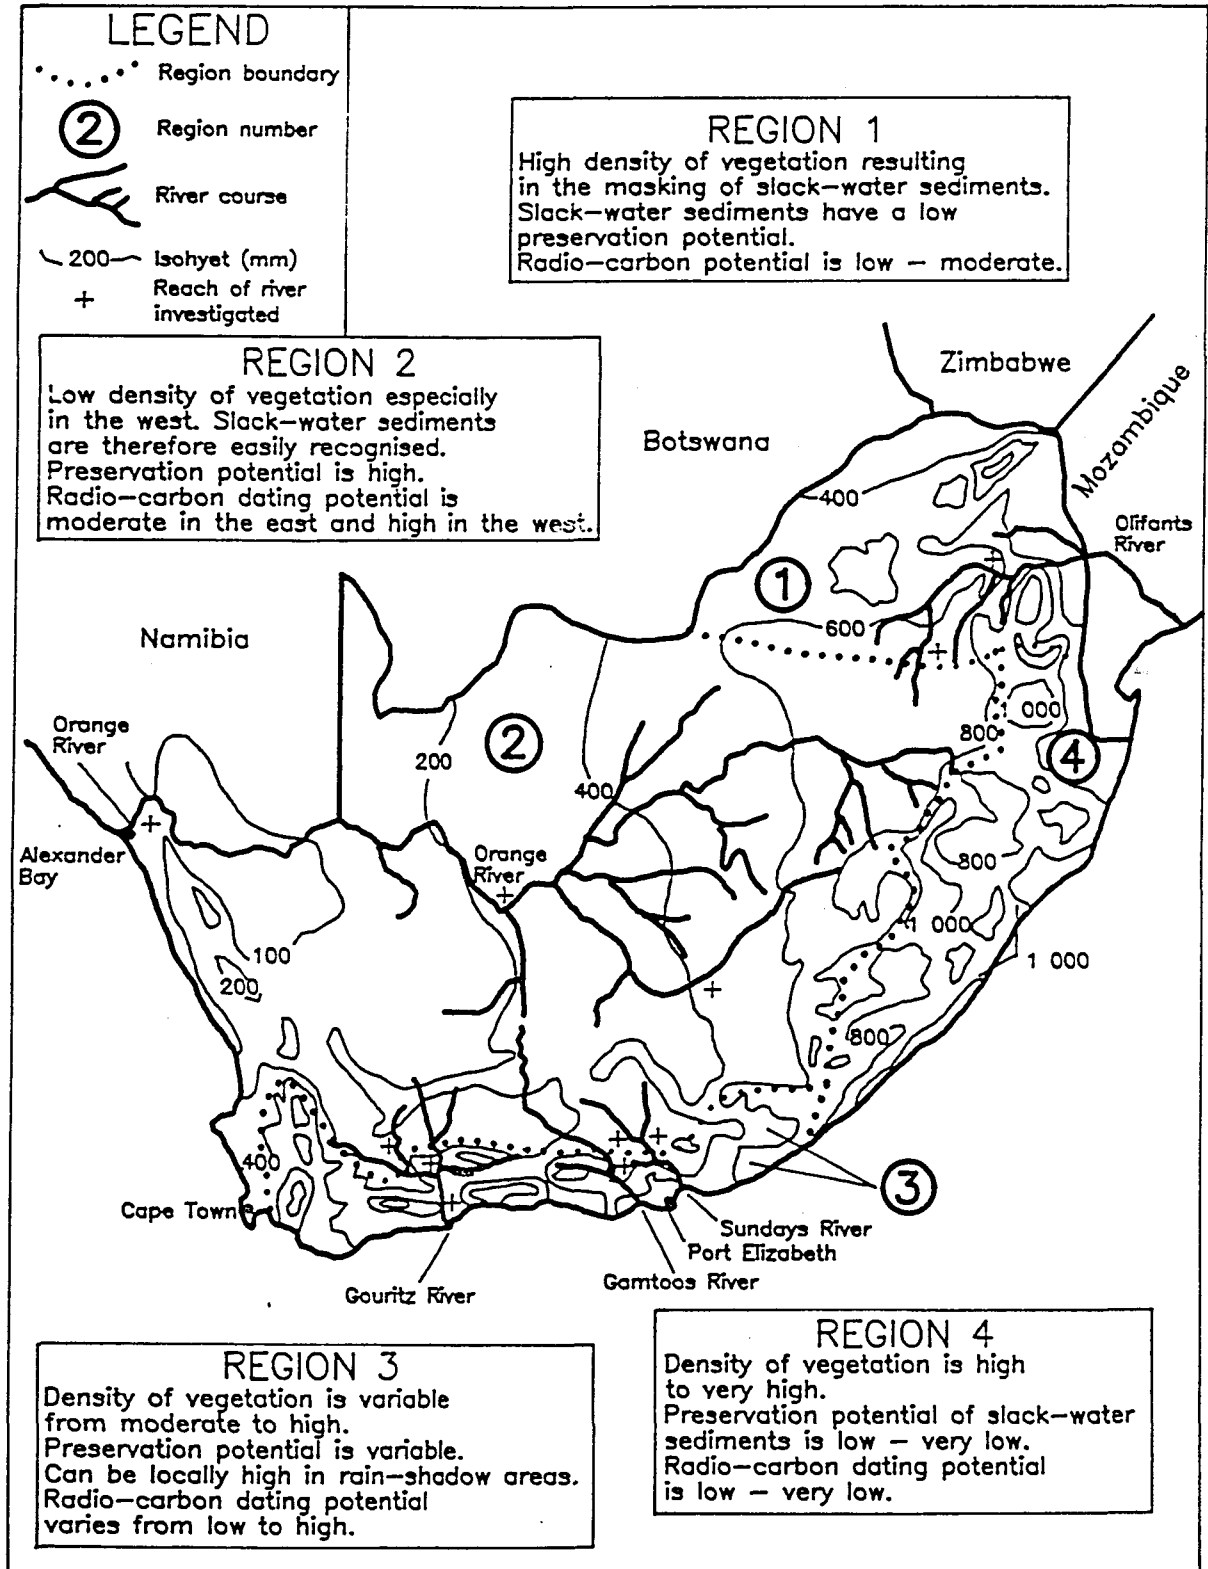 LEGEND
Region boundary
2
Region number
River course
200
Isohyet (mm)
+
Reach of river
investigated
REGION 1
High density of vegetation resulting
in the masking of slack-water sediments.
Slack-water sediments have a low
preservation potential.
Radio-carbon potential is low - moderate.
REGION 2
Low density of vegetation especially
in the west. Slack-water sediments
are therefore easily recognised.
Preservation potential is high.
Radio-carbon dating potential is
moderate in the east and high in the west.
Zimbabwe
Botswana
Mozambique
400
Olifants
River
1
600
Namibia
Orange
River
200
2
400
800
1 000
4
Alexander
Bay
Orange
River
800
100
200
1 000
1 000
800
400
Cape Town
3
Sundays River
Port Elizabeth
Gamtoos River
Gouritz River
REGION 3
Density of vegetation is variable
from moderate to high.
Preservation potential is variable.
Can be locally high in rain-shadow areas.
Radio-carbon dating potential
varies from low to high.
REGION 4
Density of vegetation is high
to very high.
Preservation potential of slack-water
sediments is low - very low.
Radio-carbon dating potential
is low - very low.